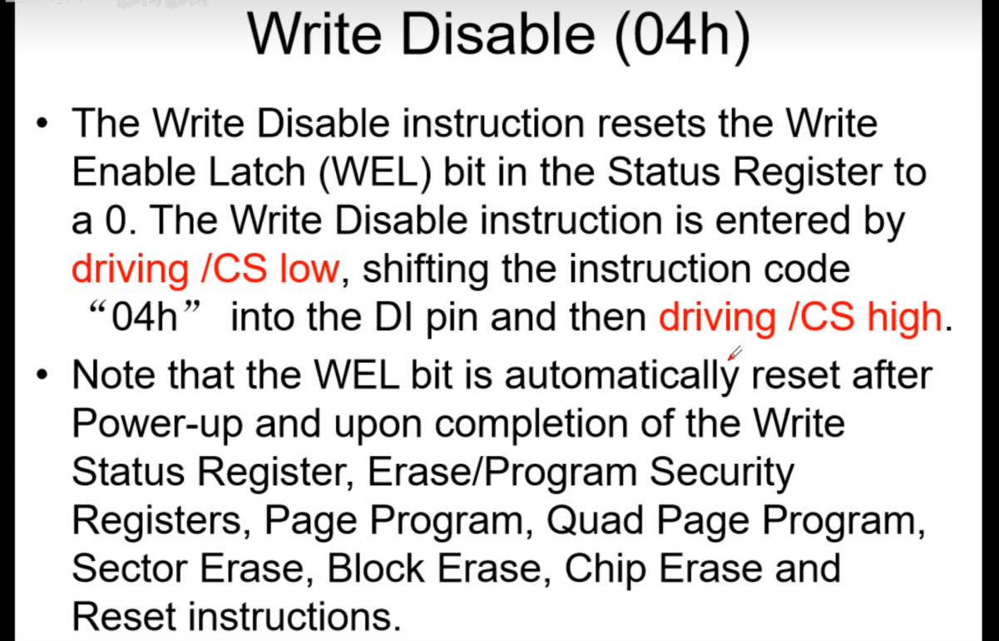 Write Disable (04h)
• The Write Disable instruction resets the Write
Enable Latch (WEL) bit in the Status Register to
a 0. The Write Disable instruction is entered by
driving /CS low, shifting the instruction code
“04h” into the DI pin and then driving /CS high.
• Note that the WEL bit is automatically reset after
Power-up and upon completion of the Write
Status Register, Erase/Program Security
Registers, Page Program, Quad Page Program,
Sector Erase, Block Erase, Chip Erase and
Reset instructions.